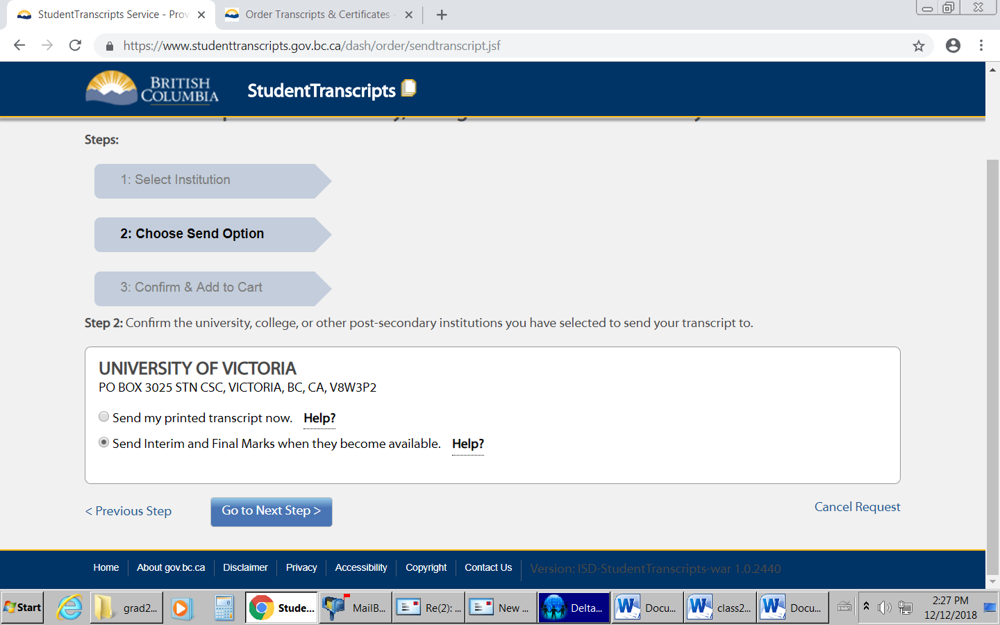 StudentTranscripts Service - Prov
Order Transcripts & Certificates -
https://www.studenttranscripts.gov.bc.ca/dash/order/sendtranscript.jsf
BRITISH
COLUMBIA
StudentTranscripts
Steps:
1: Select Institution
2: Choose Send Option
3: Confirm & Add to Cart
Step 2: Confirm the university, college, or other post-secondary institutions you have selected to send your transcript to.
UNIVERSITY OF VICTORIA
PO BOX 3025 STN CSC, VICTORIA, BC, CA, V8W3P2
Send my printed transcript now. Help?
Send Interim and Final Marks when they become available. Help?
< Previous Step
Go to Next Step >
Cancel Request
Home About gov.bc.ca Disclaimer Privacy Accessibility Copyright Contact Us Version: ISD-StudentTranscripts-war 1.0.2440
Start grad2... Stude... MailB... Re(2): ... New ... Delta... Docu... class2... Docu...
2:27 PM
12/12/2018